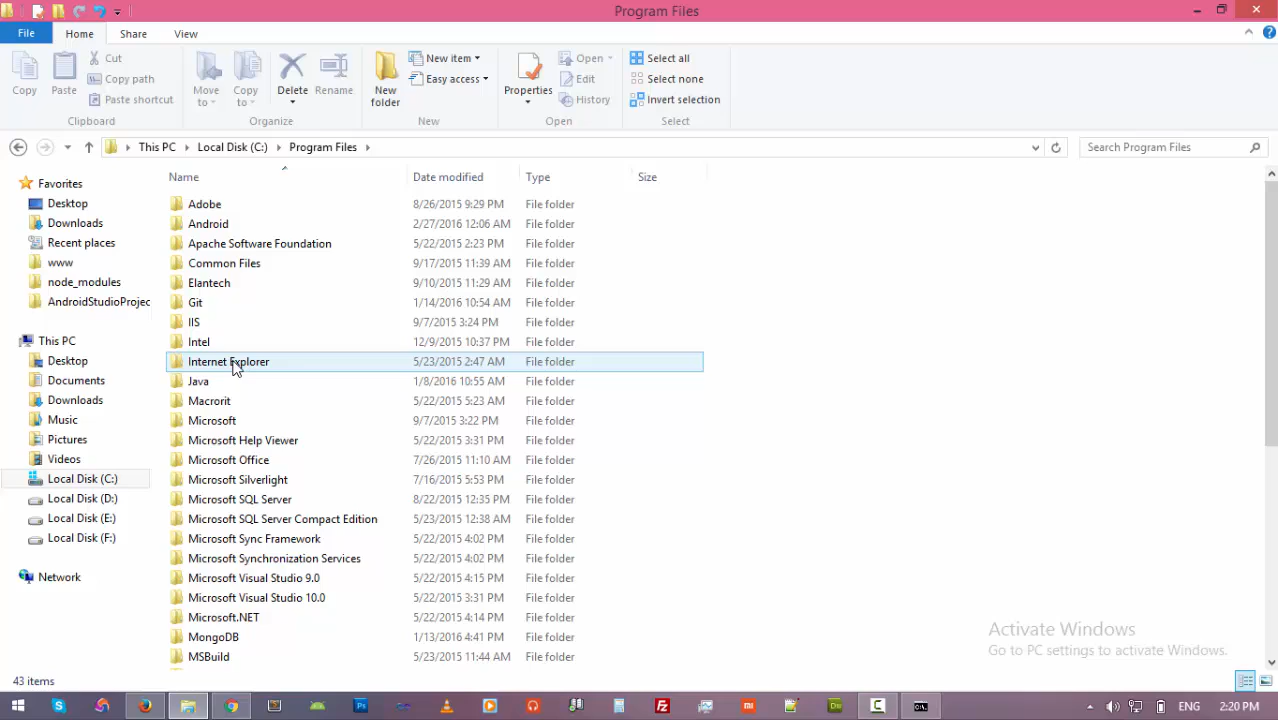 Program Files
File Home Share View
Copy Paste Cut Copy path Paste shortcut Move to Copy to Delete Rename New folder New item Easy access Properties Open Edit History Select all Select none Invert selection
Clipboard Organize New Open Select
This PC Local Disk (C:) Program Files Search Program Files
Name Date modified Type Size
Favorites
Desktop
Downloads
Recent places
www
node_modules
AndroidStudioProjec
This PC
Desktop
Documents
Downloads
Music
Pictures
Videos
Local Disk (C:)
Local Disk (D:)
Local Disk (E:)
Local Disk (F:)
Network
Adobe 8/26/2015 9:29 PM File folder
Android 2/27/2016 12:06 AM File folder
Apache Software Foundation 5/22/2015 2:23 PM File folder
Common Files 9/17/2015 11:39 AM File folder
Elantech 9/10/2015 11:29 AM File folder
Git 1/14/2016 10:54 AM File folder
IIS 9/7/2015 3:24 PM File folder
Intel 12/9/2015 10:37 PM File folder
Internet Explorer 5/23/2015 2:47 AM File folder
Java 1/8/2016 10:55 AM File folder
Macrorit 5/22/2015 5:23 AM File folder
Microsoft 9/7/2015 3:22 PM File folder
Microsoft Help Viewer 5/22/2015 3:31 PM File folder
Microsoft Office 7/26/2015 11:10 AM File folder
Microsoft Silverlight 7/16/2015 5:53 PM File folder
Microsoft SQL Server 8/22/2015 12:35 PM File folder
Microsoft SQL Server Compact Edition 5/23/2015 12:38 AM File folder
Microsoft Sync Framework 5/22/2015 4:02 PM File folder
Microsoft Synchronization Services 5/22/2015 4:02 PM File folder
Microsoft Visual Studio 9.0 5/22/2015 4:15 PM File folder
Microsoft Visual Studio 10.0 5/22/2015 3:31 PM File folder
Microsoft.NET 5/22/2015 4:14 PM File folder
MongoDB 1/13/2016 4:41 PM File folder
MSBuild 5/23/2015 11:44 AM File folder
Activate Windows
Go to PC settings to activate Windows.
43 items
ENG 2:20 PM